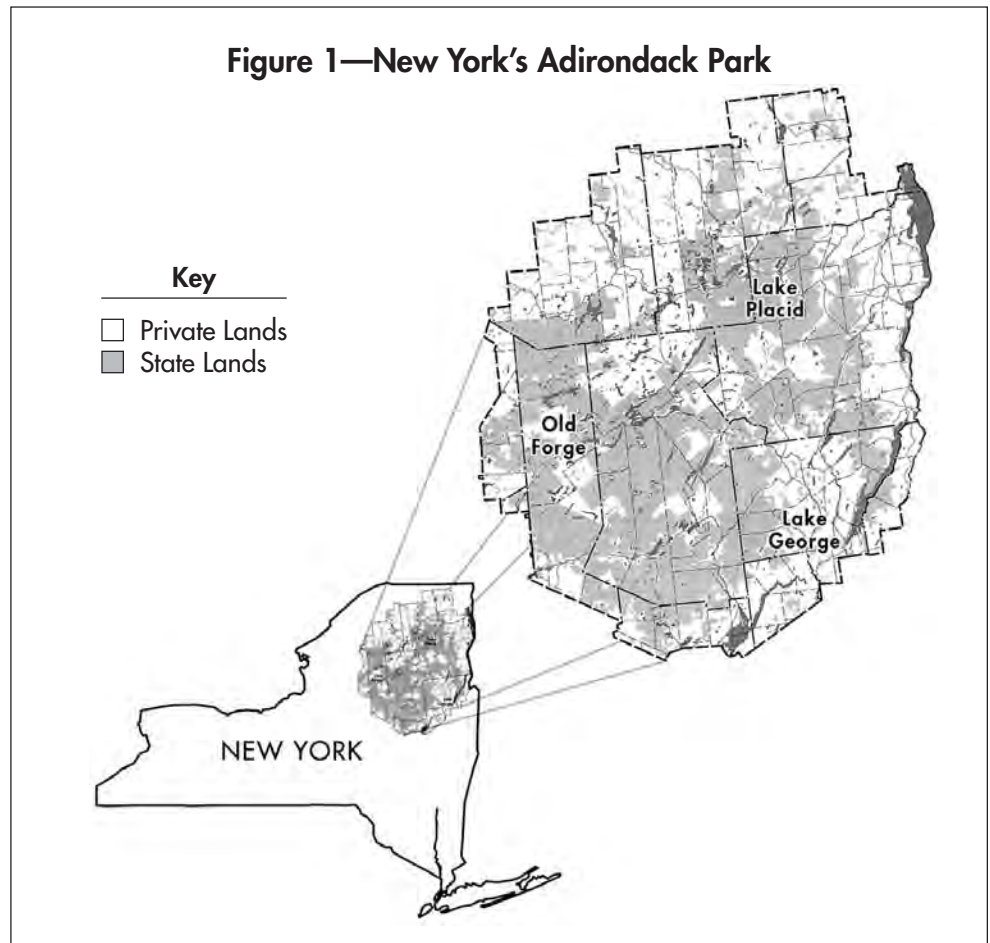 Figure 1—New York's Adirondack Park
Key
Private Lands
State Lands
Lake
Placid
Old
Forge
Lake
George
NEW YORK